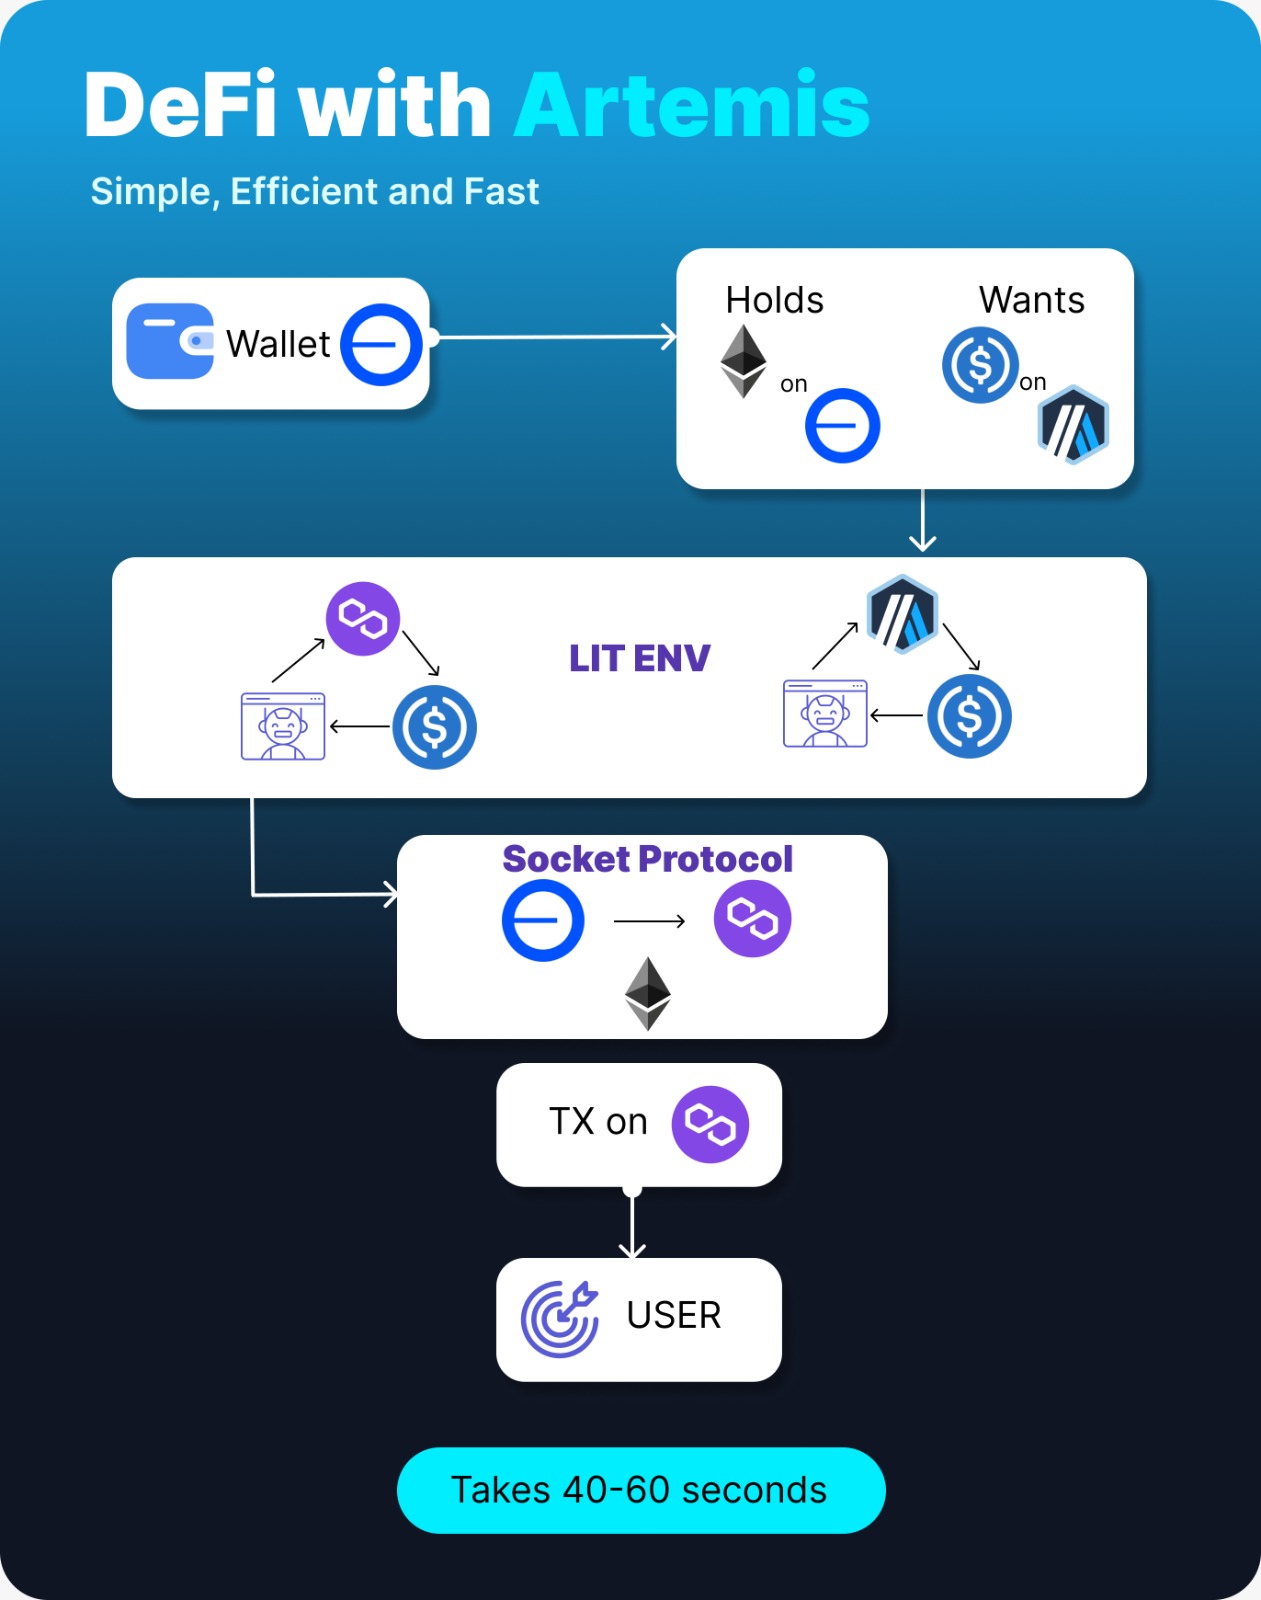 DeFi with Artemis
Simple, Efficient and Fast
Wallet
Holds
Wants
on
on
LIT ENV
Socket Protocol
TX on
USER
Takes 40-60 seconds